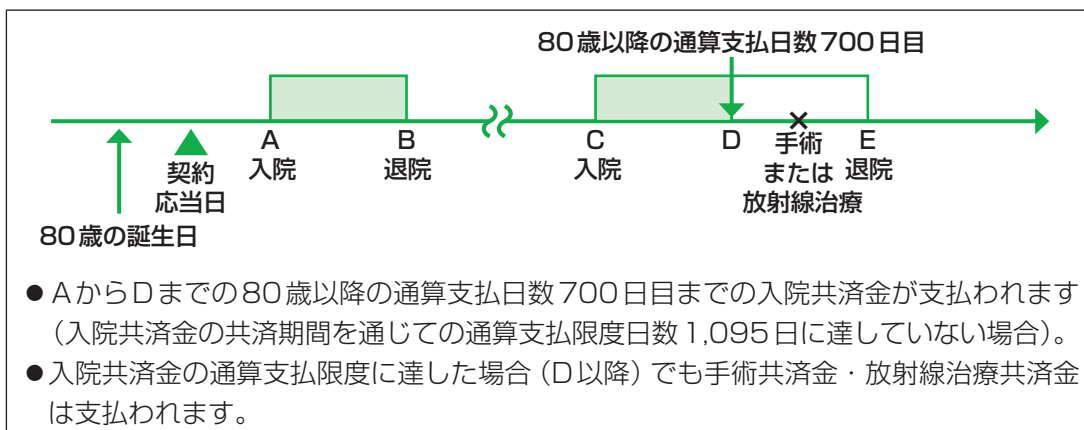 80歳以降の通算支払日数700日目
A
入院
B
退院
C
入院
D
手術
または
放射線治療
E
退院
契約
応当日
80歳の誕生日
●AからDまでの80歳以降の通算支払日数700日目までの入院共済金が支払われます
（入院共済金の共済期間を通じての通算支払限度日数1,095日に達していない場合）。
●入院共済金の通算支払限度に達した場合（D以降）でも手術共済金・放射線治療共済金
は支払われます。